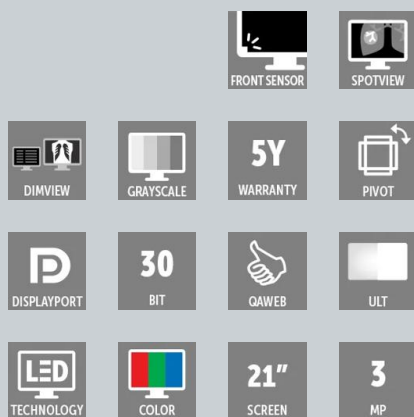 FRONT SENSOR
SPOTVIEW
DIMVIEW
GRAYSCALE
5Y
WARRANTY
PIVOT
D
DISPLAYPORT
30
BIT
QAWEB
ULT
LED
TECHNOLOGY
COLOR
21"
SCREEN
3
MP